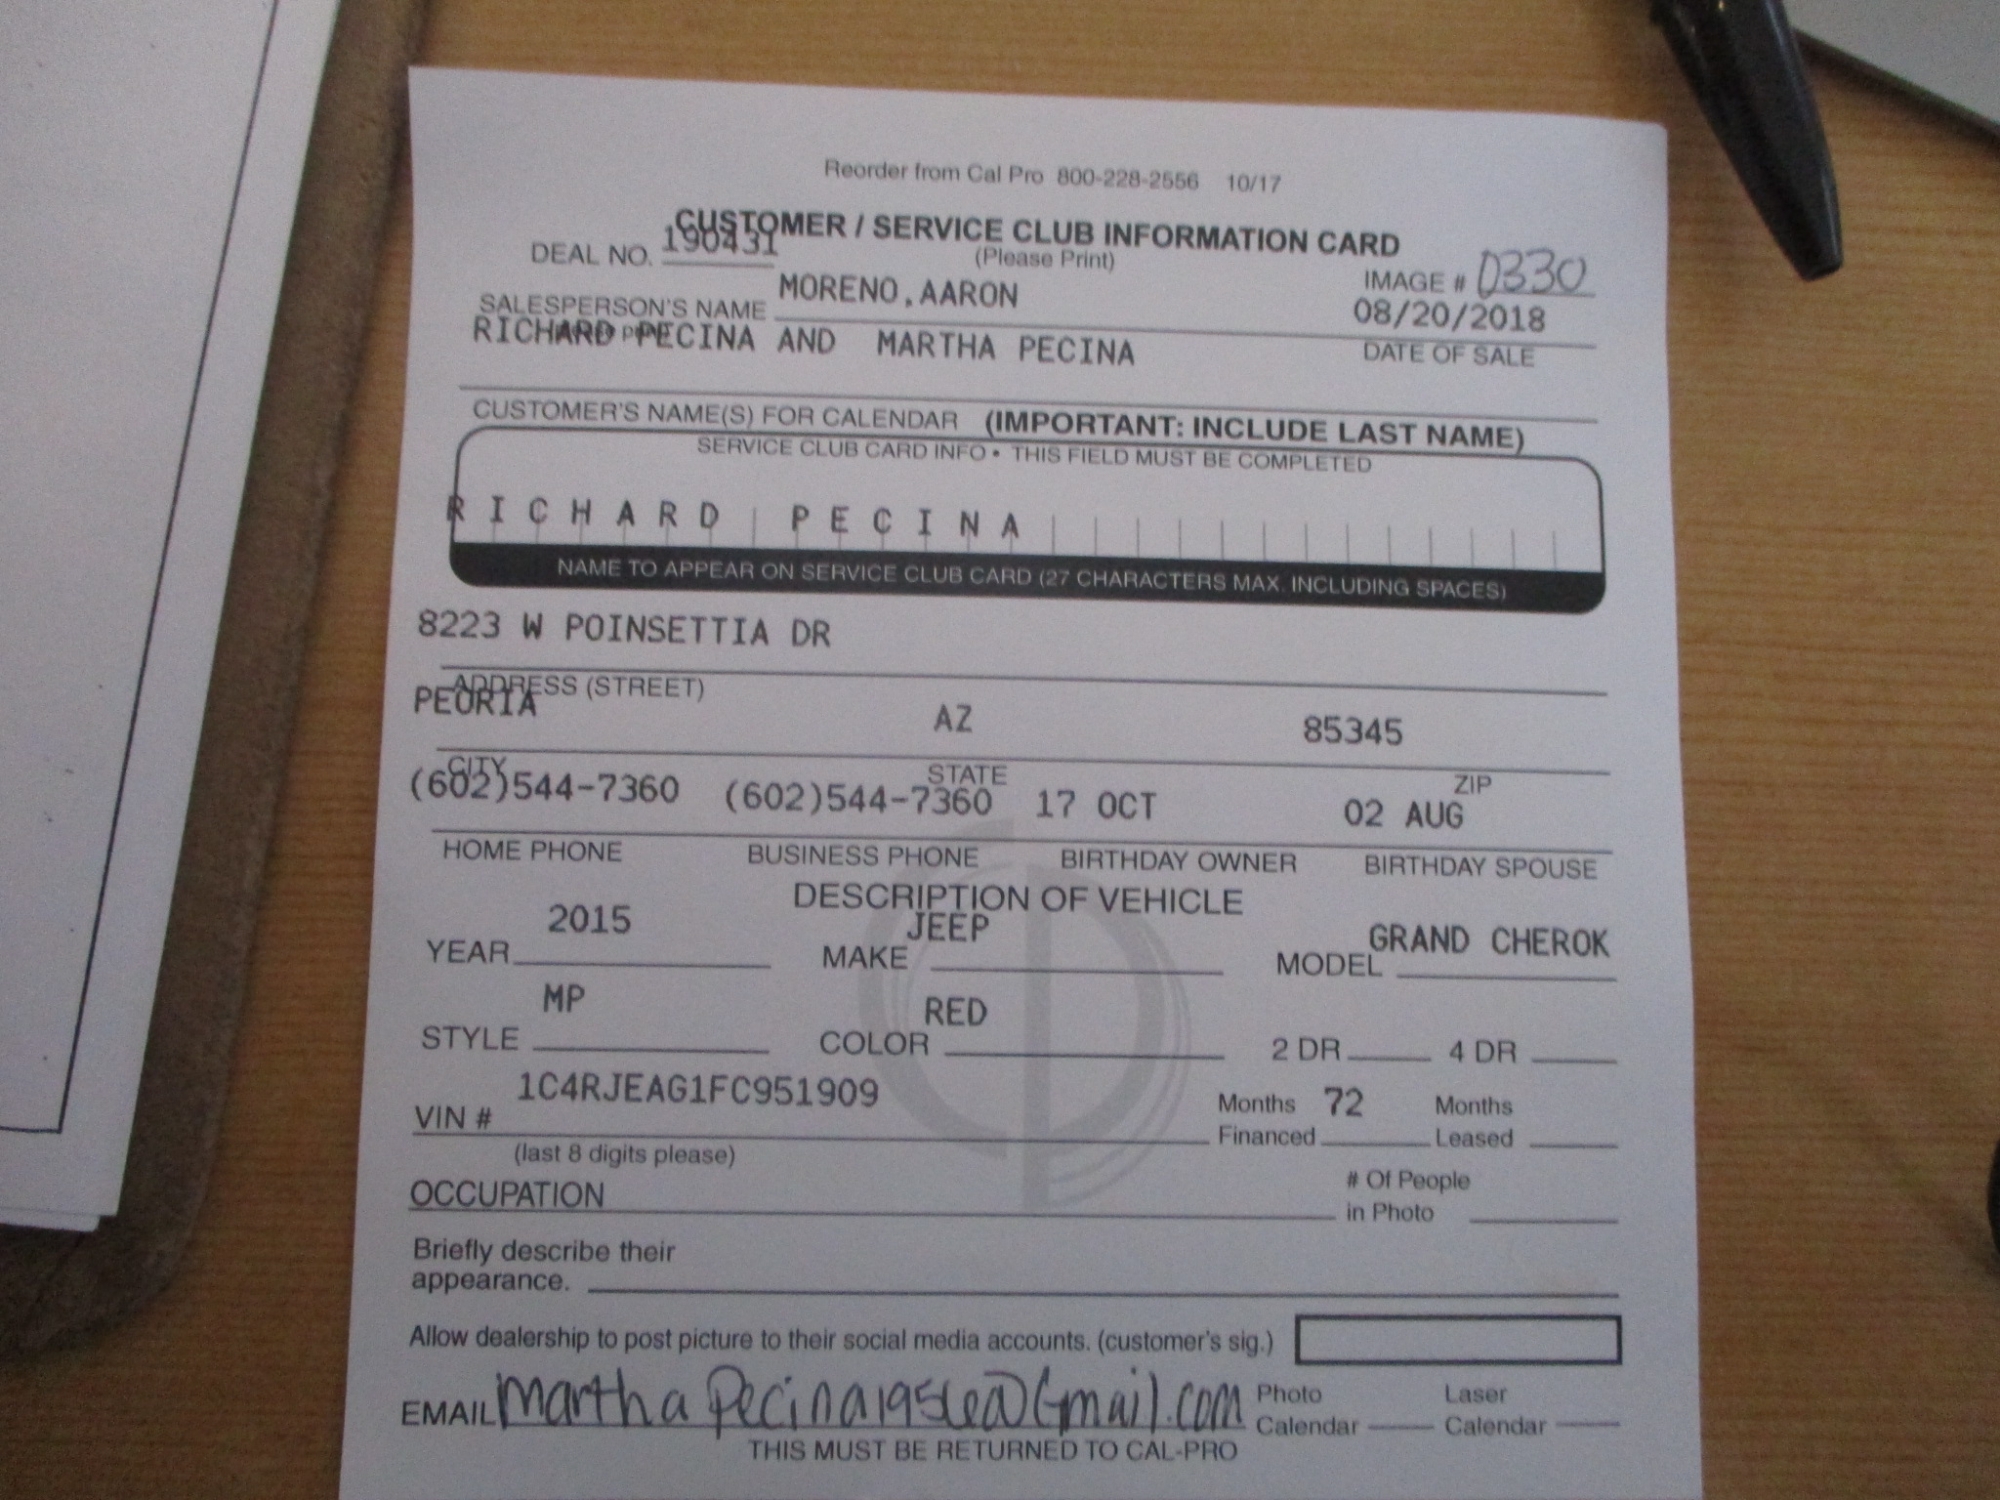 Reorder from Cal Pro 800-228-2556 10/17
CUSTOMER / SERVICE CLUB INFORMATION CARD
DEAL NO. 190431 (Please Print) IMAGE # 0330
SALESPERSON'S NAME MORENO,AARON 08/20/2018
RICHARD PECINA AND MARTHA PECINA DATE OF SALE
CUSTOMER'S NAME(S) FOR CALENDAR (IMPORTANT: INCLUDE LAST NAME)
SERVICE CLUB CARD INFO • THIS FIELD MUST BE COMPLETED
RICHARD PECINA
NAME TO APPEAR ON SERVICE CLUB CARD (27 CHARACTERS MAX. INCLUDING SPACES)
8223 W POINSETTIA DR
ADDRESS (STREET)
PEORIA AZ 85345
CITY STATE ZIP
(602)544-7360 (602)544-7360 17 OCT 02 AUG
HOME PHONE BUSINESS PHONE BIRTHDAY OWNER BIRTHDAY SPOUSE
DESCRIPTION OF VEHICLE
YEAR 2015 MAKE JEEP MODEL GRAND CHEROK
STYLE MP COLOR RED 2 DR 4 DR
VIN # 1C4RJEAG1FC951909 Months Financed 72 Months Leased
(last 8 digits please)
OCCUPATION # Of People in Photo
Briefly describe their
appearance.
Allow dealership to post picture to their social media accounts. (customer's sig.)
EMAIL marthapecina1956@Gmail.com Photo Calendar Laser Calendar
THIS MUST BE RETURNED TO CAL-PRO